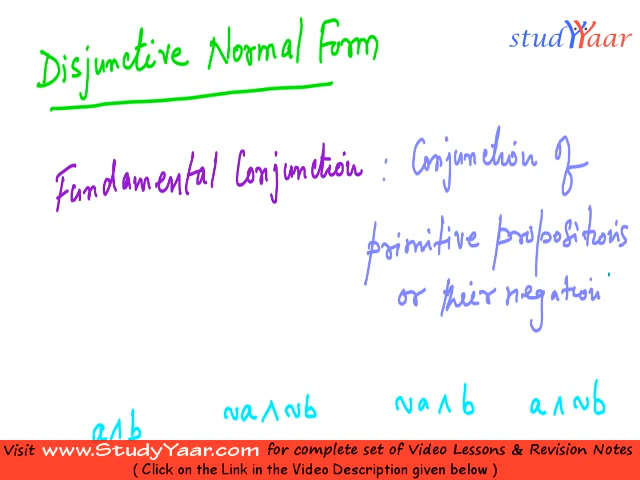 Disjunctive Normal Form
studYYaar
Fundamental Conjunction : Conjunction of
primitive propositions
or their negation
a∧b ~a∧~b ~a∧b a∧~b
Visit www.StudyYaar.com for complete set of Video Lessons & Revision Notes
( Click on the Link in the Video Description given below )